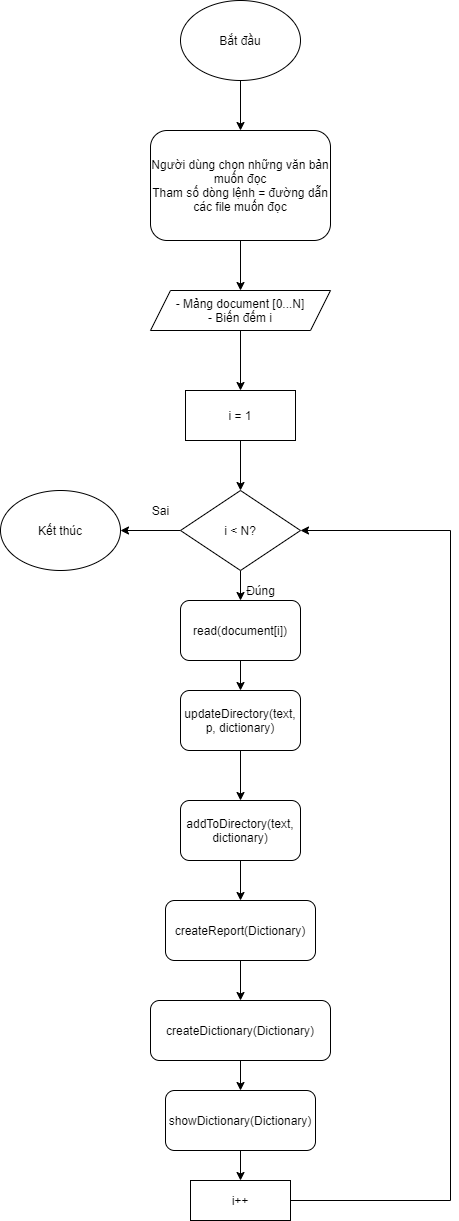 Bắt đầu
Người dùng chọn những văn bản
muốn đọc
Tham số dòng lệnh = đường dẫn
các file muốn đọc
- Mảng document [0...N]
- Biến đếm i
i = 1
i < N?
Sai
Kết thúc
Đúng
read(document[i])
updateDirectory(text,
p, dictionary)
addToDirectory(text,
dictionary)
createReport(Dictionary)
createDictionary(Dictionary)
showDictionary(Dictionary)
i++